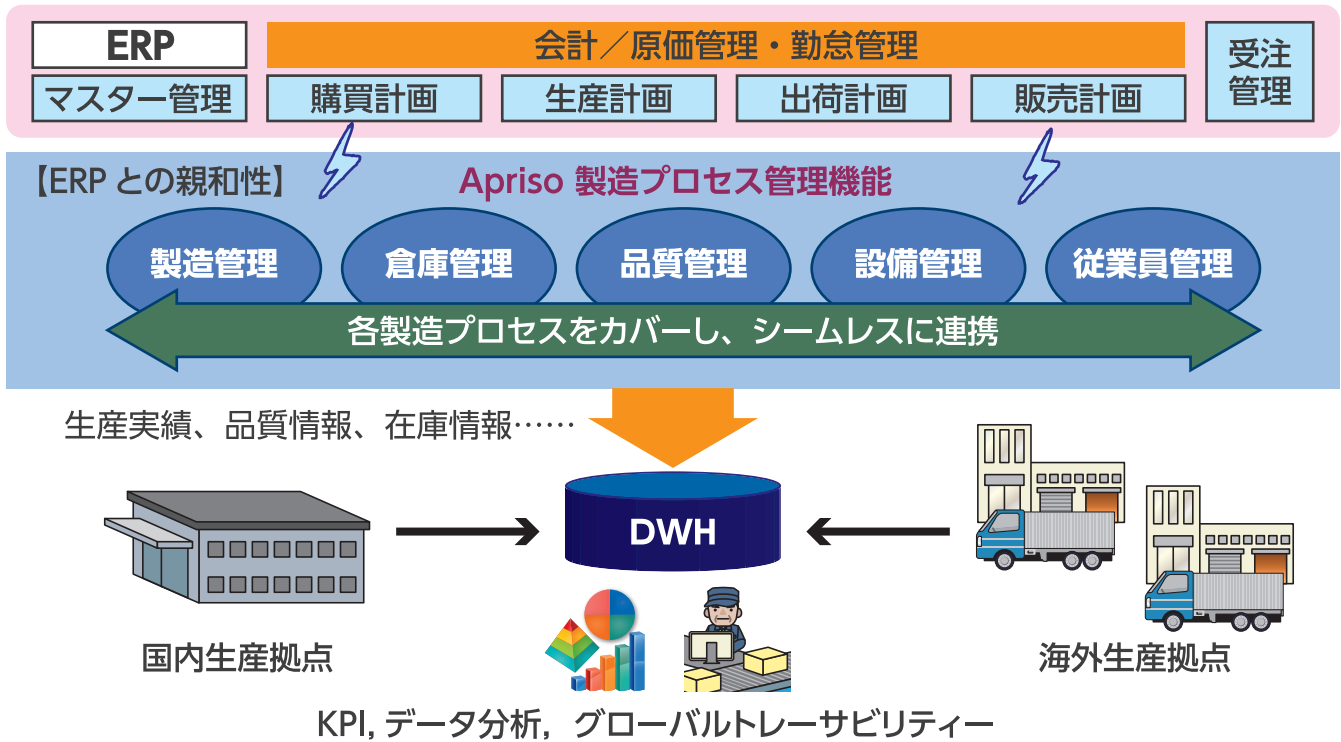 ERP
会計／原価管理・勤怠管理
受注
管理
マスター管理
購買計画
生産計画
出荷計画
販売計画
【ERP との親和性】
Apriso 製造プロセス管理機能
製造管理
倉庫管理
品質管理
設備管理
従業員管理
各製造プロセスをカバーし、シームレスに連携
生産実績、品質情報、在庫情報……
DWH
国内生産拠点
海外生産拠点
KPI, データ分析，グローバルトレーサビリティー